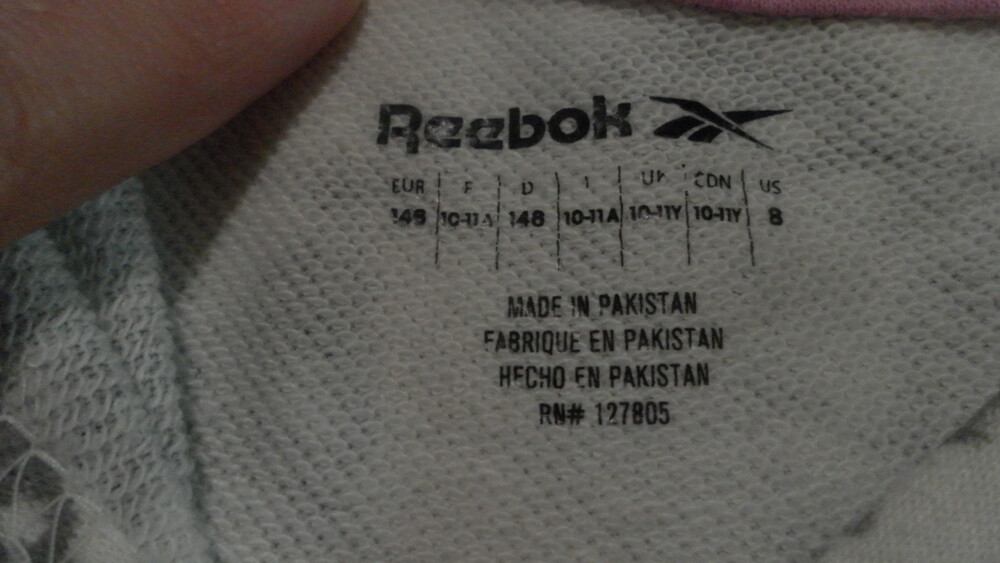 Reebok
EUR F D I UK CDN US
148 10-11A 148 10-11A 10-11Y 10-11Y 8
MADE IN PAKISTAN
FABRIQUE EN PAKISTAN
HECHO EN PAKISTAN
RN# 127805